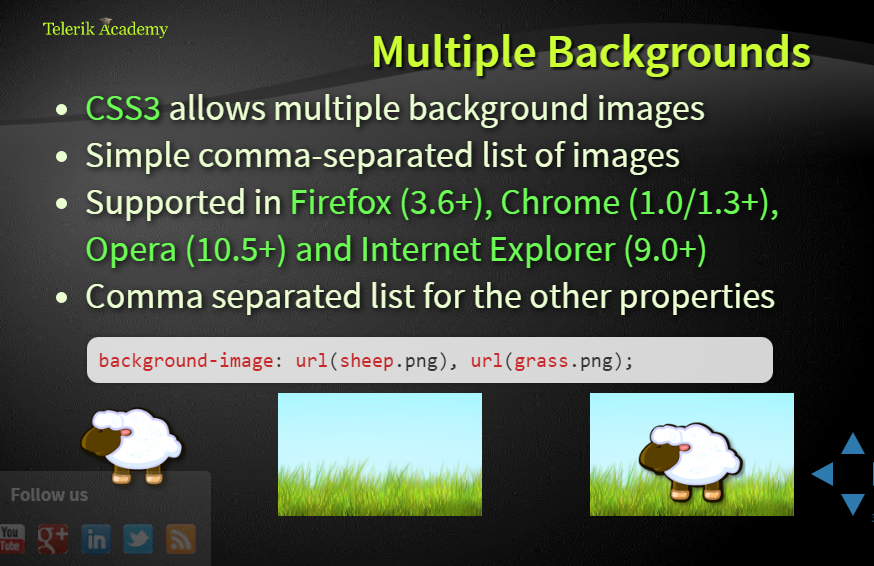 Telerik Academy
Multiple Backgrounds
• CSS3 allows multiple background images
• Simple comma-separated list of images
• Supported in Firefox (3.6+), Chrome (1.0/1.3+),
Opera (10.5+) and Internet Explorer (9.0+)
• Comma separated list for the other properties
background-image: url(sheep.png), url(grass.png);
Follow us
You
Tube
g+
in